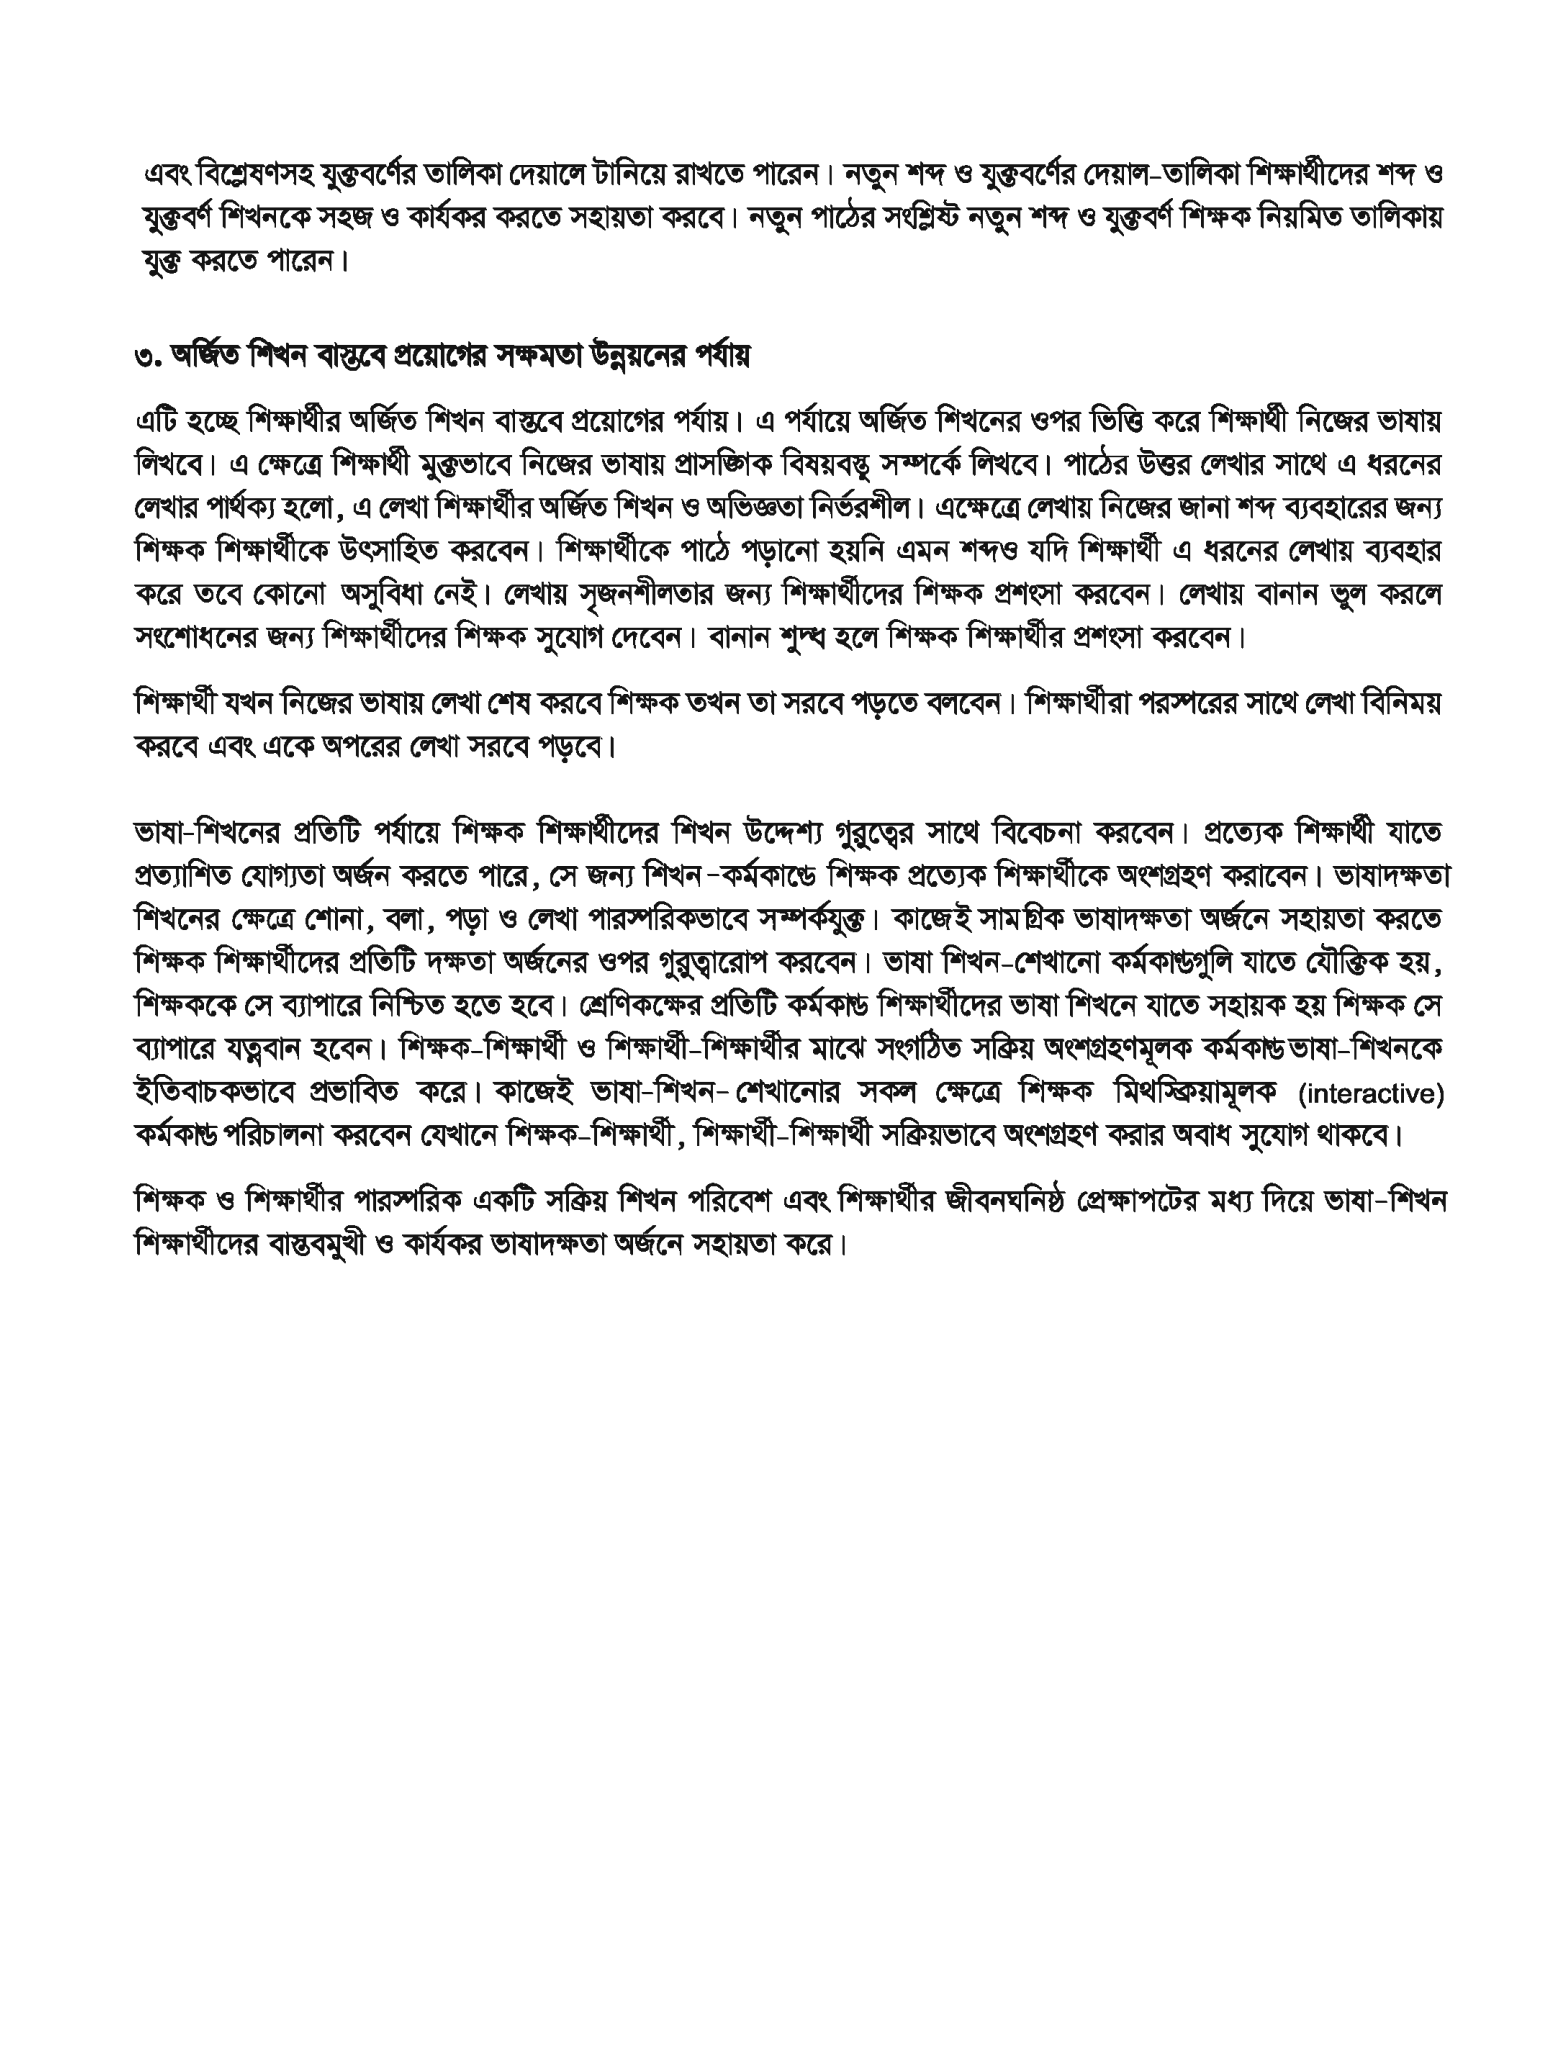 এবং বিশ্লেষণসহ যুক্তবর্ণের তালিকা দেয়ালে টানিয়ে রাখতে পারেন। নতুন শব্দ ও যুক্তবর্ণের দেয়াল-তালিকা শিক্ষার্থীদের শব্দ ও
যুক্তবর্ণ শিখনকে সহজ ও কার্যকর করতে সহায়তা করবে। নতুন পাঠের সংশ্লিষ্ট নতুন শব্দ ও যুক্তবর্ণ শিক্ষক নিয়মিত তালিকায়
যুক্ত করতে পারেন।
৩. অর্জিত শিখন বাস্তবে প্রয়োগের সক্ষমতা উন্নয়নের পর্যায়
এটি হচ্ছে শিক্ষার্থীর অর্জিত শিখন বাস্তবে প্রয়োগের পর্যায়। এ পর্যায়ে অর্জিত শিখনের ওপর ভিত্তি করে শিক্ষার্থী নিজের ভাষায়
লিখবে। এ ক্ষেত্রে শিক্ষার্থী মুক্তভাবে নিজের ভাষায় প্রাসঙ্গিক বিষয়বস্তু সম্পর্কে লিখবে। পাঠের উত্তর লেখার সাথে এ ধরনের
লেখার পার্থক্য হলো, এ লেখা শিক্ষার্থীর অর্জিত শিখন ও অভিজ্ঞতা নির্ভরশীল। এক্ষেত্রে লেখায় নিজের জানা শব্দ ব্যবহারের জন্য
শিক্ষক শিক্ষার্থীকে উৎসাহিত করবেন। শিক্ষার্থীকে পাঠে পড়ানো হয়নি এমন শব্দও যদি শিক্ষার্থী এ ধরনের লেখায় ব্যবহার
করে তবে কোনো অসুবিধা নেই। লেখায় সৃজনশীলতার জন্য শিক্ষার্থীদের শিক্ষক প্রশংসা করবেন। লেখায় বানান ভুল করলে
সংশোধনের জন্য শিক্ষার্থীদের শিক্ষক সুযোগ দেবেন। বানান শুদ্ধ হলে শিক্ষক শিক্ষার্থীর প্রশংসা করবেন।
শিক্ষার্থী যখন নিজের ভাষায় লেখা শেষ করবে শিক্ষক তখন তা সরবে পড়তে বলবেন। শিক্ষার্থীরা পরস্পরের সাথে লেখা বিনিময়
করবে এবং একে অপরের লেখা সরবে পড়বে।
ভাষা-শিখনের প্রতিটি পর্যায়ে শিক্ষক শিক্ষার্থীদের শিখন উদ্দেশ্য গুরুত্বের সাথে বিবেচনা করবেন। প্রত্যেক শিক্ষার্থী যাতে
প্রত্যাশিত যোগ্যতা অর্জন করতে পারে, সে জন্য শিখন-কর্মকাণ্ডে শিক্ষক প্রত্যেক শিক্ষার্থীকে অংশগ্রহণ করাবেন। ভাষাদক্ষতা
শিখনের ক্ষেত্রে শোনা, বলা, পড়া ও লেখা পারস্পরিকভাবে সম্পর্কযুক্ত। কাজেই সামগ্রিক ভাষাদক্ষতা অর্জনে সহায়তা করতে
শিক্ষক শিক্ষার্থীদের প্রতিটি দক্ষতা অর্জনের ওপর গুরুত্বারোপ করবেন। ভাষা শিখন-শেখানো কর্মকাণ্ডগুলি যাতে যৌক্তিক হয়,
শিক্ষককে সে ব্যাপারে নিশ্চিত হতে হবে। শ্রেণিকক্ষের প্রতিটি কর্মকাণ্ড শিক্ষার্থীদের ভাষা শিখনে যাতে সহায়ক হয় শিক্ষক সে
ব্যাপারে যত্নবান হবেন। শিক্ষক-শিক্ষার্থী ও শিক্ষার্থী-শিক্ষার্থীর মাঝে সংগঠিত সক্রিয় অংশগ্রহণমূলক কর্মকাণ্ড ভাষা-শিখনকে
ইতিবাচকভাবে প্রভাবিত করে। কাজেই ভাষা-শিখন-শেখানোর সকল ক্ষেত্রে শিক্ষক মিথস্ক্রিয়ামূলক (interactive)
কর্মকাণ্ড পরিচালনা করবেন যেখানে শিক্ষক-শিক্ষার্থী, শিক্ষার্থী-শিক্ষার্থী সক্রিয়ভাবে অংশগ্রহণ করার অবাধ সুযোগ থাকবে।
শিক্ষক ও শিক্ষার্থীর পারস্পরিক একটি সক্রিয় শিখন পরিবেশ এবং শিক্ষার্থীর জীবনঘনিষ্ঠ প্রেক্ষাপটের মধ্য দিয়ে ভাষা-শিখন
শিক্ষার্থীদের বাস্তবমুখী ও কার্যকর ভাষাদক্ষতা অর্জনে সহায়তা করে।